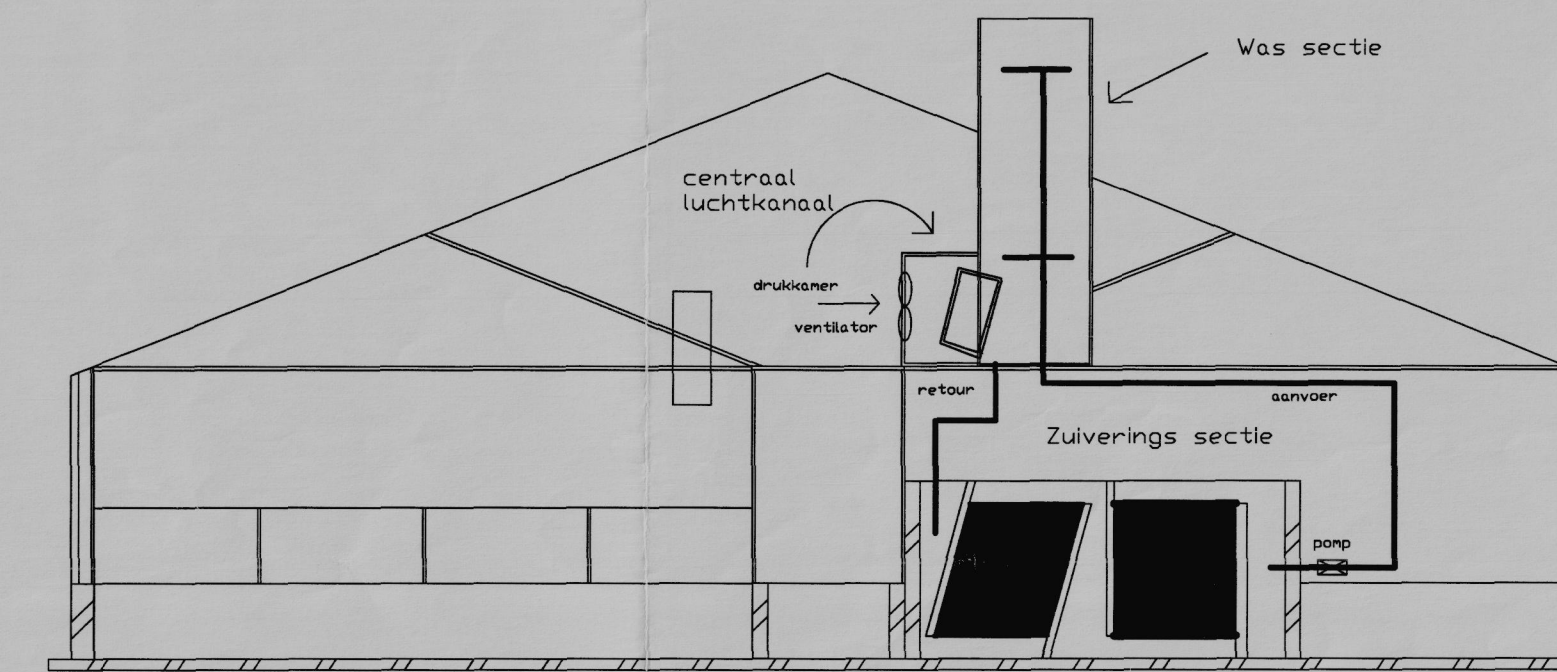 Was sectie
centraal
luchtkanaal
drukkamer
ventilator
retour
aanvoer
Zuiverings sectie
pomp